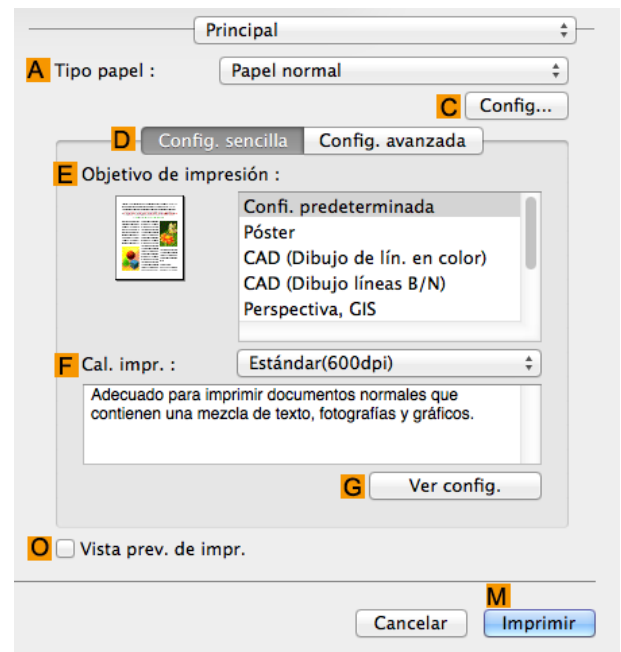 Principal
A Tipo papel : Papel normal
C Config...
D Config. sencilla Config. avanzada
E Objetivo de impresión :
Confi. predeterminada
Póster
CAD (Dibujo de lín. en color)
CAD (Dibujo líneas B/N)
Perspectiva, GIS
F Cal. impr. : Estándar(600dpi)
Adecuado para imprimir documentos normales que
contienen una mezcla de texto, fotografías y gráficos.
G Ver config.
O Vista prev. de impr.
M
Cancelar Imprimir